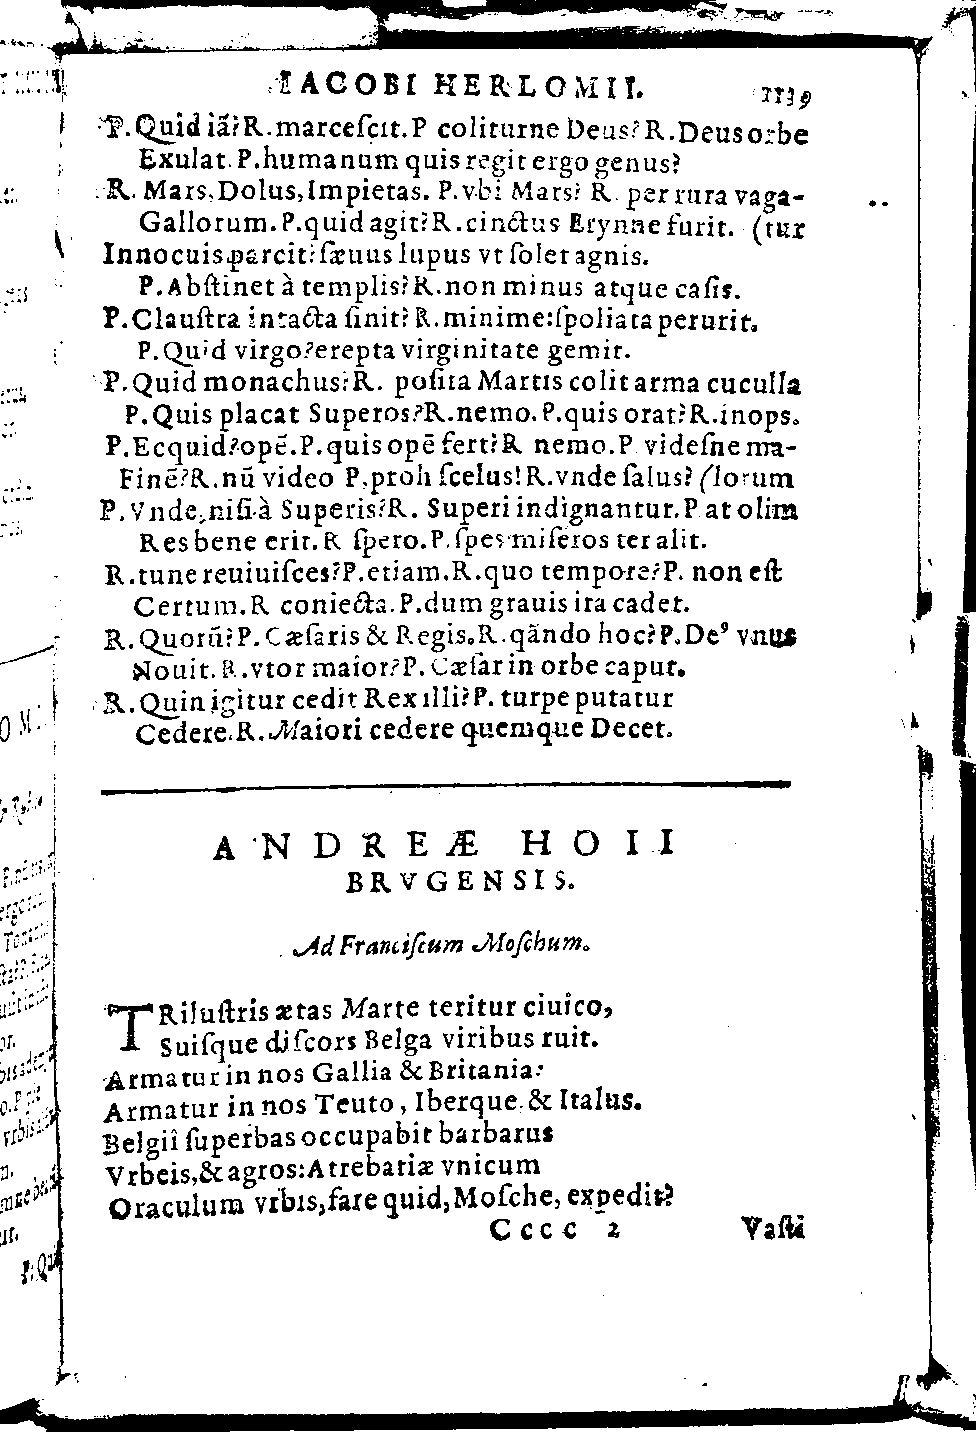 IACOBI HERLOMII. 1139
P.Quid iã?R.marceſcit.P coliturne Deus?R.Deus orbe
Exulat.P.humanum quis regit ergo genus?
R. Mars,Dolus,Impietas. P.vbi Mars? R. per rura vaga-
Gallorum.P.quid agit?R.cinctus Erynne furit. (tur
Innocuis parcit?ſæuus lupus vt ſolet agnis.
P.Abſtinet à templis?R.non minus atque caſis.
P.Clauſtra intacta ſinit?R.minime:ſpoliata perurit.
P.Quid virgo?erepta virginitate gemit.
P.Quid monachus?R. poſita Martis colit arma cuculla
P.Quis placat Superos?R.nemo.P.quis orat?R.inops.
P.Ecquid?opẽ.P.quis opẽ fert?R nemo.P videſne ma-
Finẽ?R.nũ video P.proh ſcelus!R.vnde ſalus? (lorum
P.Vnde,niſi à Superis?R. Superi indignantur.P at olim
Res bene erit.R ſpero.P.ſpes miſeros ter alit.
R.tune reuiuiſces?P.etiam.R.quo tempore?P. non eſt
Certum.R coniecta.P.dum grauis ira cadet.
R.Quorũ?P.Cæſaris & Regis.R.qãndo hoc?P.De⁹ vnus
Nouit.R.vtor maior?P.Cæſar in orbe caput.
R.Quin igitur cedit Rex illi?P. turpe putatur
Cedere.R.Maiori cedere quemque Decet.
ANDREÆ HOII
BRVGENSIS.
Ad Franciſcum Moſchum.
TRiluſtris ætas Marte teritur ciuico,
Suiſque diſcors Belga viribus ruit.
Armatur in nos Gallia & Britania:
Armatur in nos Teuto, Iberque & Italus.
Belgiî ſuperbas occupabit barbarus
Vrbeis,& agros:Atrebatiæ vnicum
Oraculum vrbis,fare quid,Moſche, expedit?
Cccc 2 Vaſti